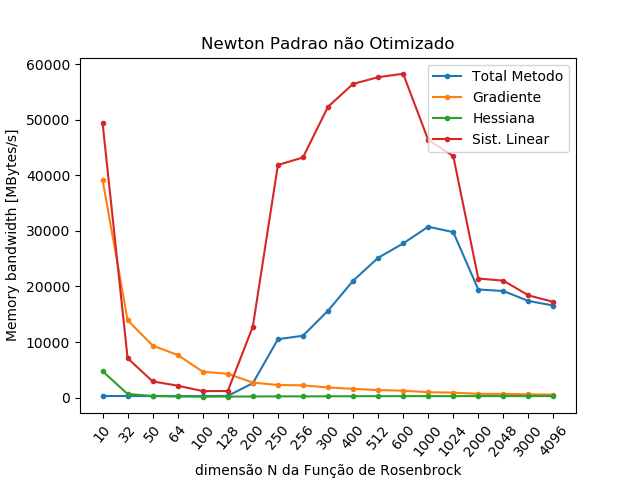 Newton Padrao não Otimizado
Total Metodo
Gradiente
Hessiana
Sist. Linear
Memory bandwidth [MBytes/s]
60000
50000
40000
30000
20000
10000
0
10 32 50 64 100 128 200 250 256 300 400 512 600 1000 1024 2000 2048 3000 4096
dimensão N da Função de Rosenbrock